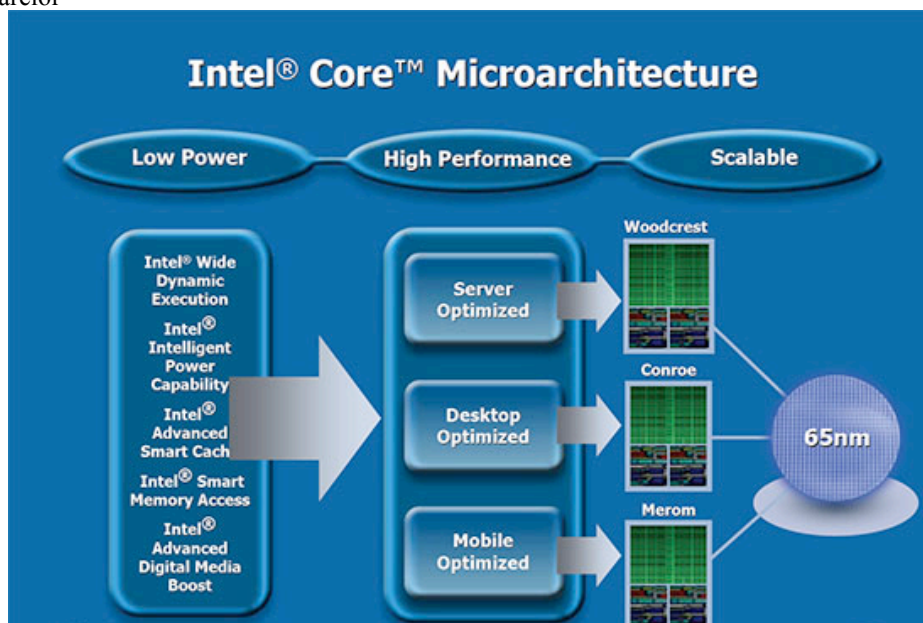 Intel® Core™ Microarchitecture
Low Power
High Performance
Scalable
Intel® Wide
Dynamic
Execution
Intel®
Intelligent
Power
Capability
Intel®
Advanced
Smart Cach
Intel® Smart
Memory Access
Intel®
Advanced
Digital Media
Boost
Server
Optimized
Desktop
Optimized
Mobile
Optimized
Woodcrest
Conroe
Merom
65nm